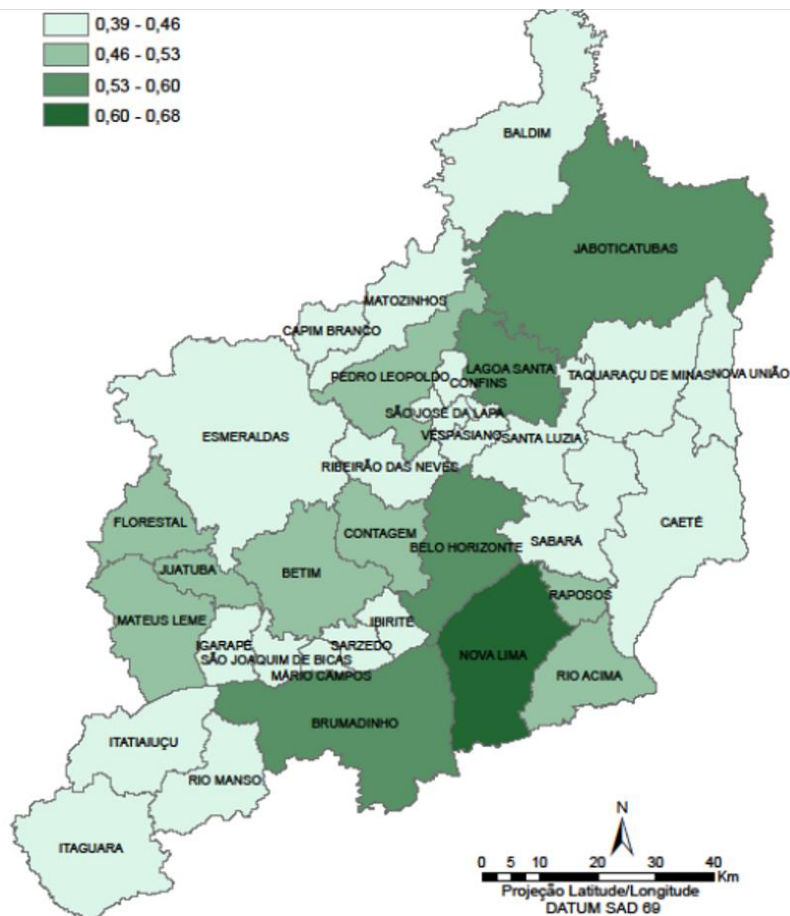 0,39 - 0,46
0,46 - 0,53
0,53 - 0,60
0,60 - 0,68
BALDIM
JABOTICATUBAS
MATOZINHOS
CAPIM BRANCO
LAGOA SANTA
PEDRO LEOPOLDO
CONFINS
TAQUARAÇU DE MINAS
NOVA UNIÃO
SÃO JOSÉ DA LAPA
ESMERALDAS
VESPASIANO
SANTA LUZIA
RIBEIRÃO DAS NEVES
FLORESTAL
CONTAGEM
BELO HORIZONTE
SABARÁ
CAETÉ
JUATUBA
BETIM
RAPOSOS
MATEUS LEME
IBIRITÉ
IGARAPÉ
SARZEDO
SÃO JOAQUIM DE BICAS
NOVA LIMA
MÁRIO CAMPOS
RIO ACIMA
BRUMADINHO
ITATIAIUÇU
RIO MANSO
ITAGUARA
N
0 5 10 20 30 40
Km
Projeção Latitude/Longitude
DATUM SAD 69